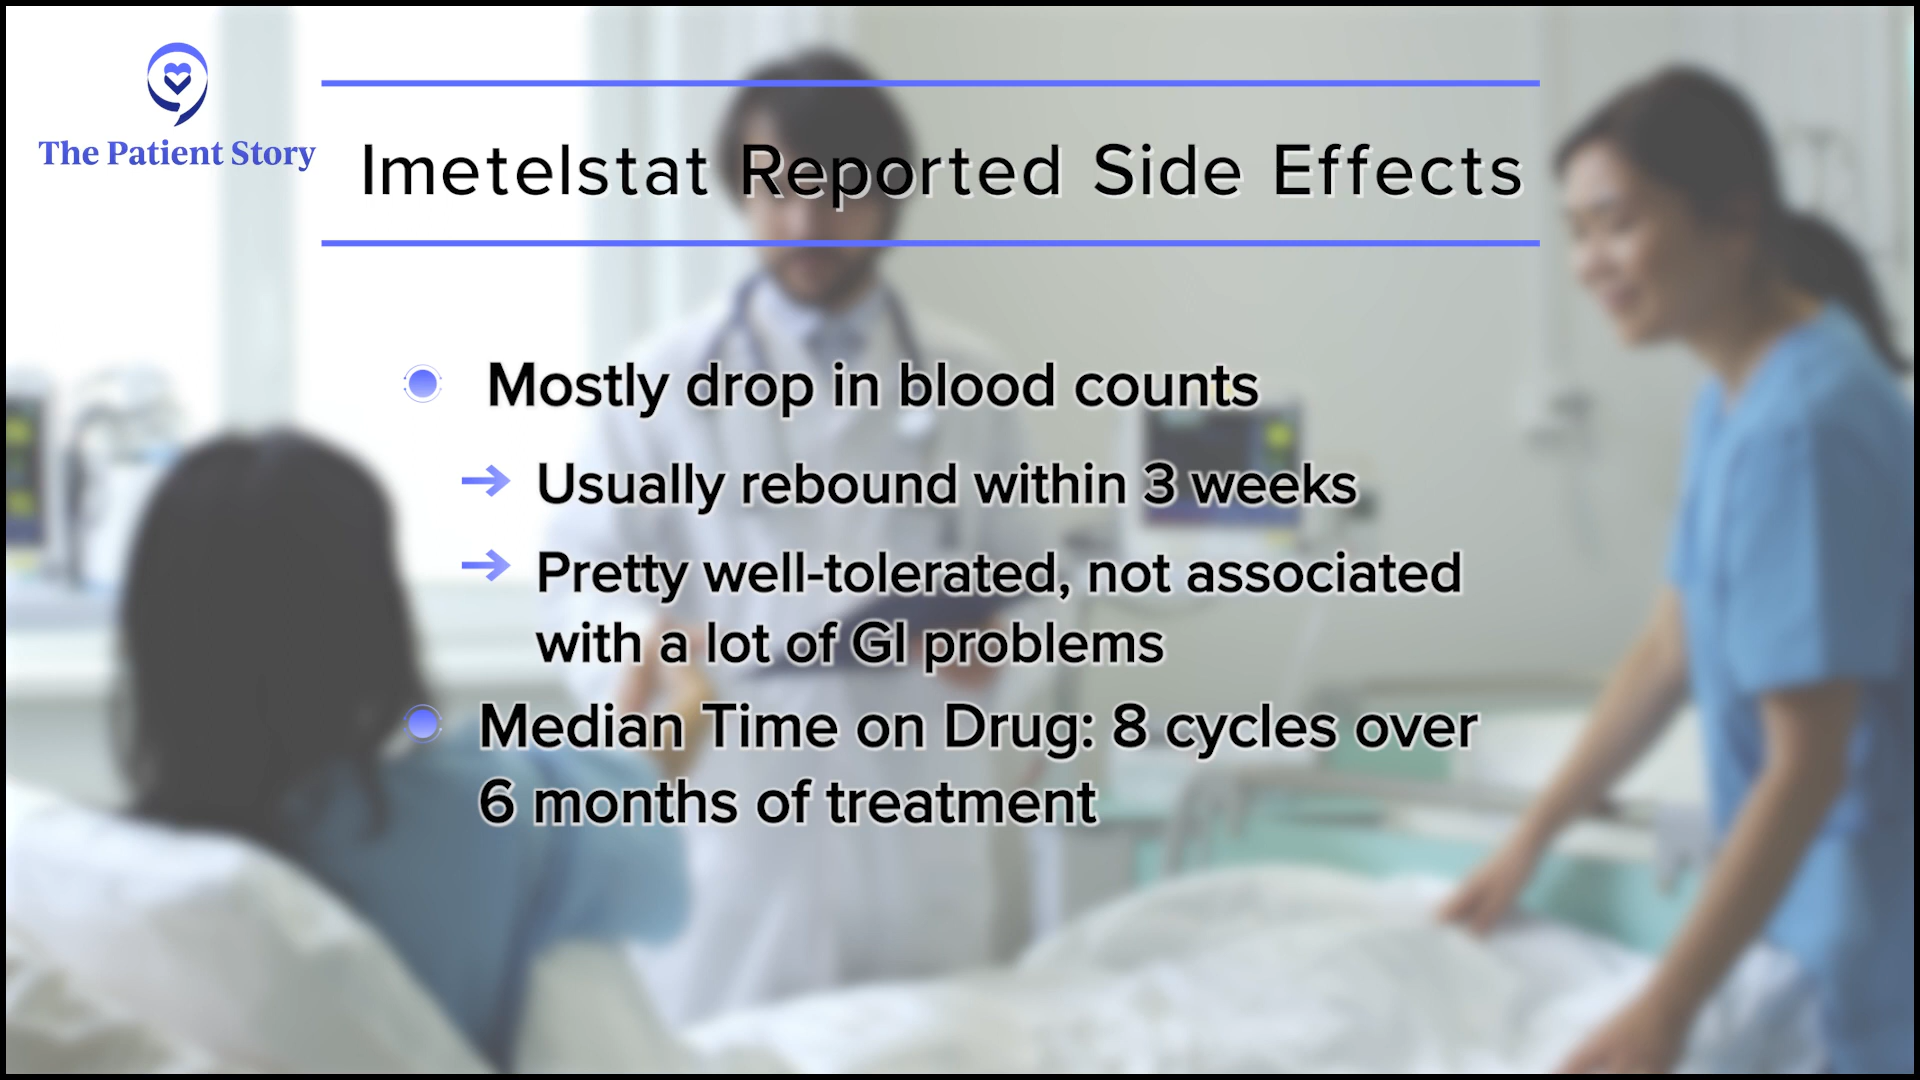 The Patient Story
Imetelstat Reported Side Effects
Mostly drop in blood counts
Usually rebound within 3 weeks
Pretty well-tolerated, not associated
with a lot of GI problems
Median Time on Drug: 8 cycles over
6 months of treatment